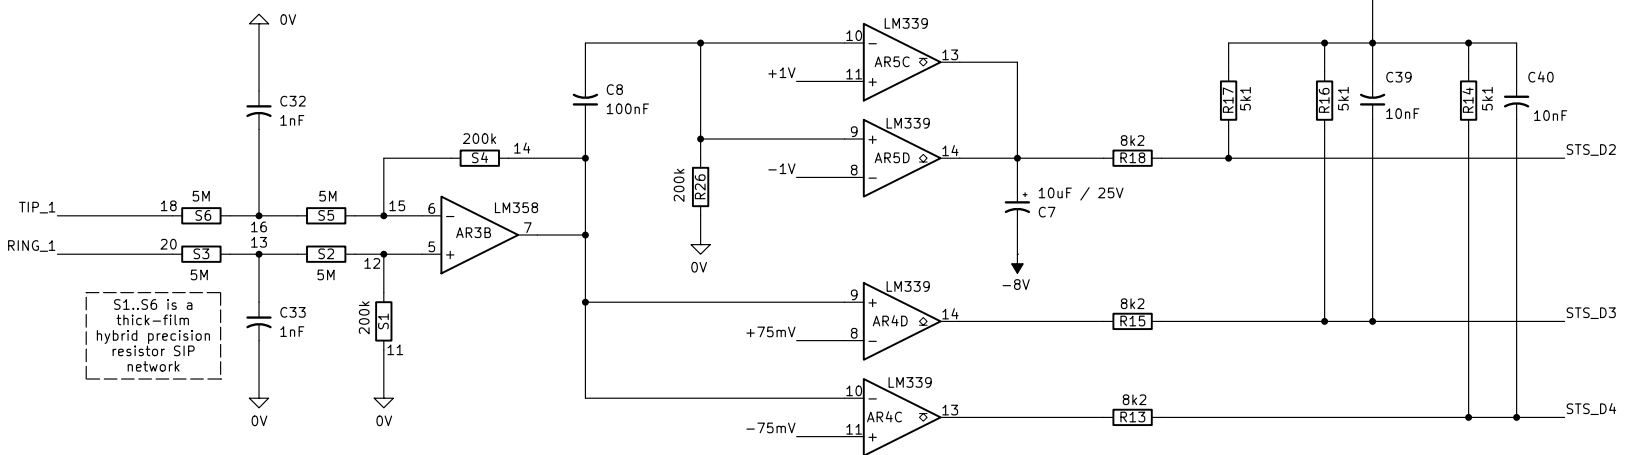 0V
C32
1nF
TIP_1
18
5M
S6
16
5M
S5
15
200k
S4
14
RING_1
20
S3
5M
13
S2
5M
12
6
−
LM358
AR3B
7
5
+
S1..S6 is a
thick-film
hybrid precision
resistor SIP
network
C33
1nF
0V
200k
S1
11
0V
C8
100nF
200k
R26
0V
LM339
10
−
AR5C
13
+1V
11
+
LM339
9
+
AR5D
14
−1V
8
−
+
10uF / 25V
C7
−8V
LM339
9
+
AR4D
14
+75mV
8
−
LM339
10
−
AR4C
13
−75mV
11
+
8k2
R18
8k2
R15
8k2
R13
R17
5k1
R16
5k1
C39
10nF
R14
5k1
C40
10nF
STS_D2
STS_D3
STS_D4